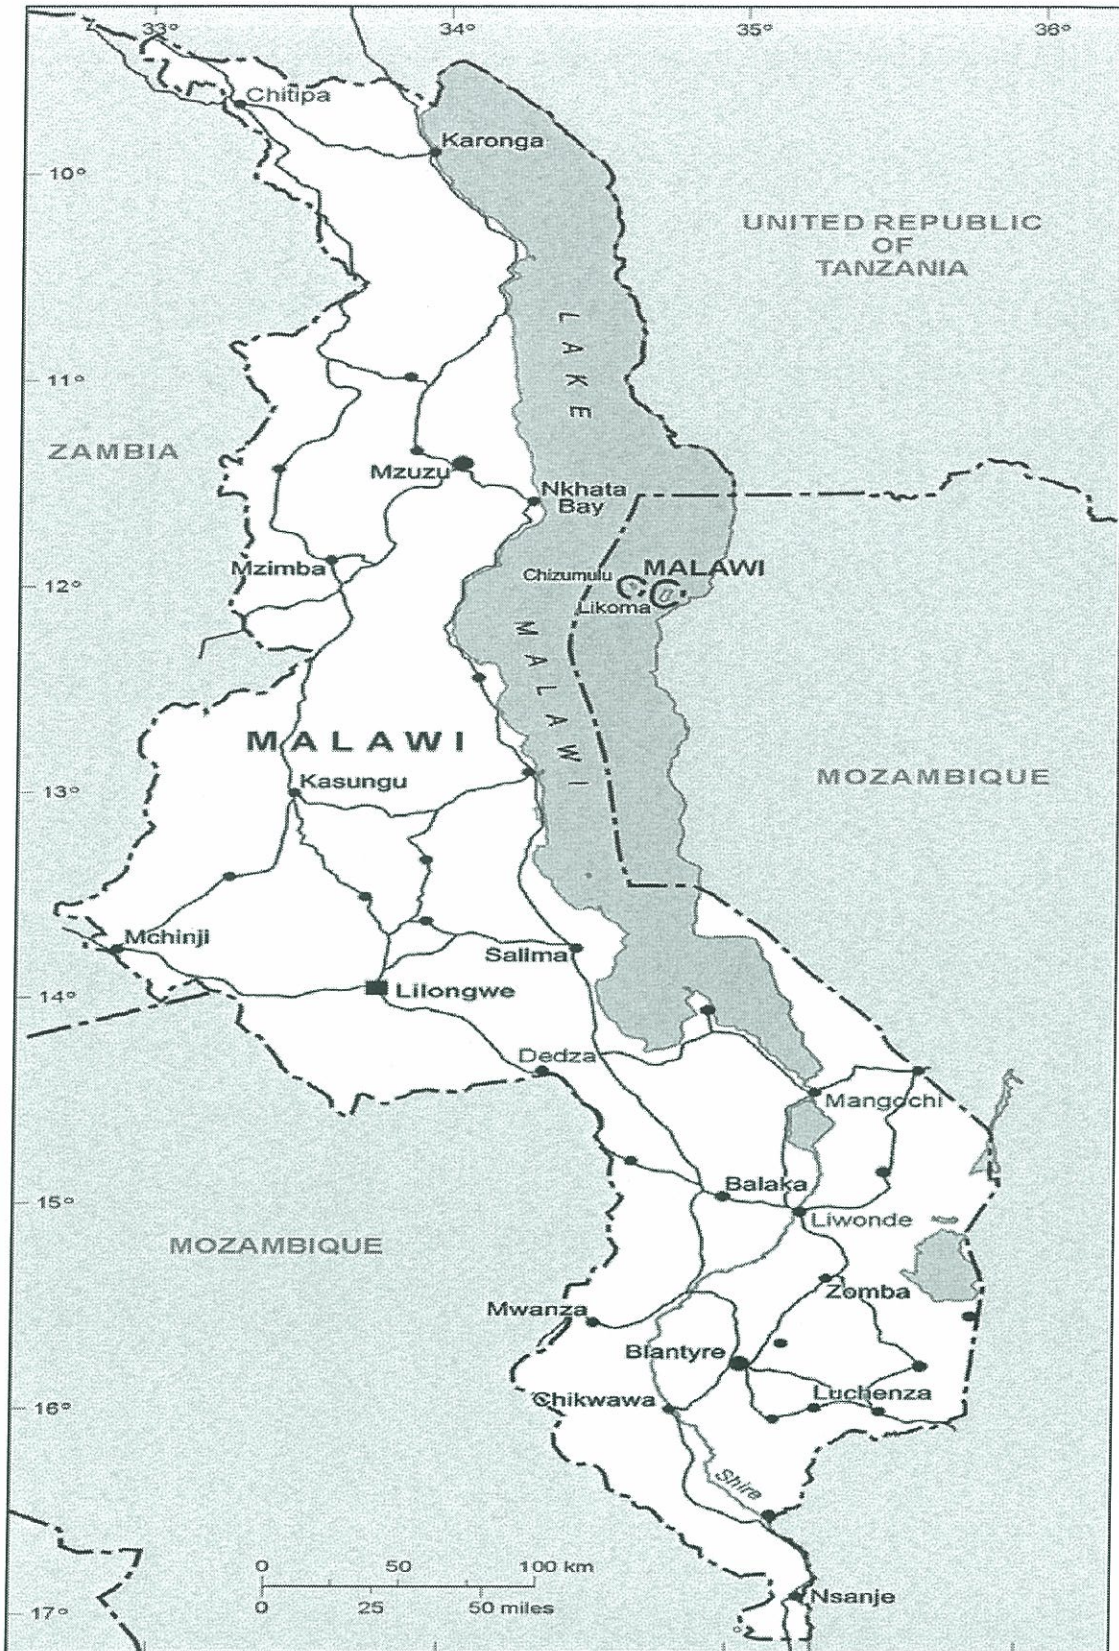 33°
34°
35°
36°
Chitipa
Karonga
10°
UNITED REPUBLIC
OF
TANZANIA
LAKE
11°
ZAMBIA
Mzuzu
Nkhata
Bay
Mzimba
12°
Chizumulu
MALAWI
Likoma
MALAWI
MALAWI
Kasungu
MOZAMBIQUE
13°
Mchinji
Salima
14°
Lilongwe
Dedza
Mangochi
15°
Balaka
Liwonde
MOZAMBIQUE
Zomba
Mwanza
Blantyre
16°
Chikwawa
Luchenza
Shire
0 50 100 km
0 25 50 miles
17°
Nsanje